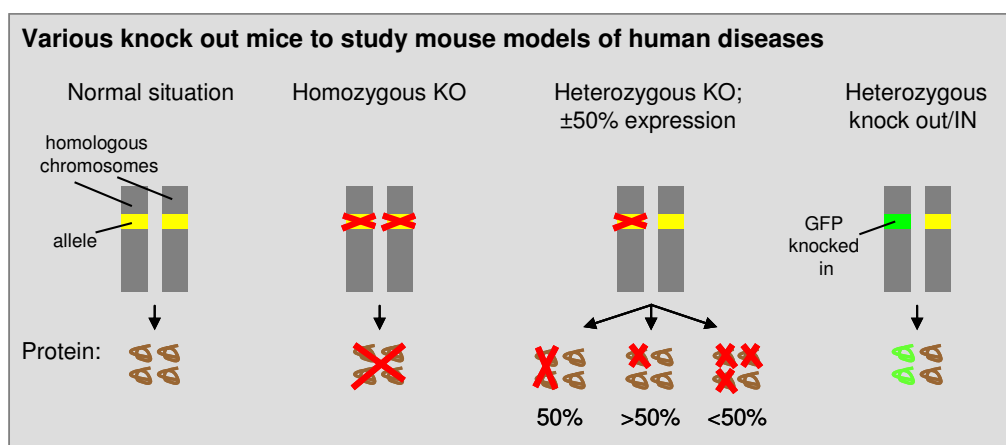 Various knock out mice to study mouse models of human diseases
Normal situation
Homozygous KO
Heterozygous KO;
±50% expression
Heterozygous
knock out/IN
homologous
chromosomes
allele
GFP
knocked
in
Protein:
50%
>50%
<50%